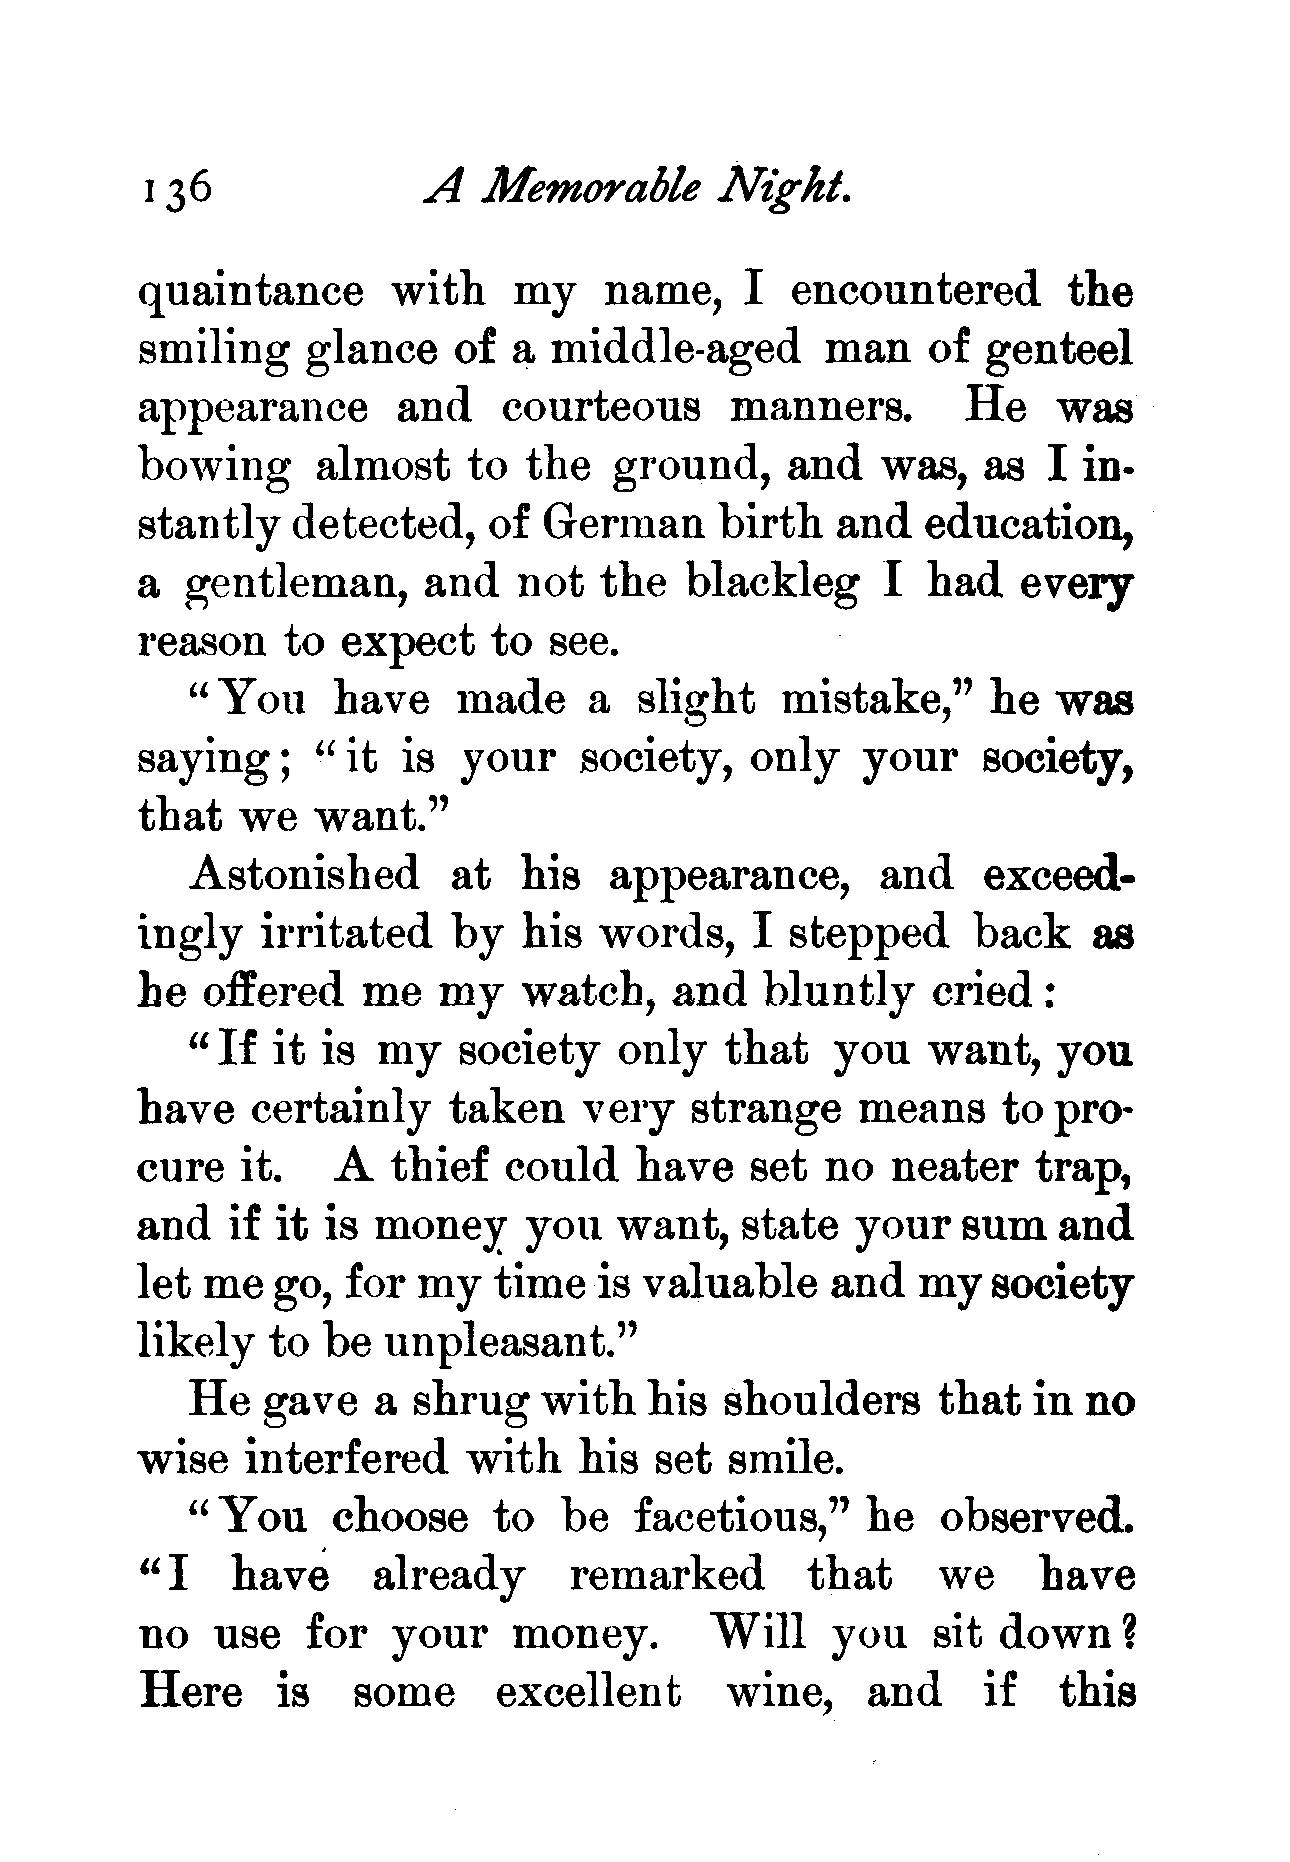 136 A Memorable Night.
quaintance with my name, I encountered the
smiling glance of a middle-aged man of genteel
appearance and courteous manners. He was
bowing almost to the ground, and was, as I in-
stantly detected, of German birth and education,
a gentleman, and not the blackleg I had every
reason to expect to see.
“You have made a slight mistake,” he was
saying; “it is your society, only your society,
that we want.”
Astonished at his appearance, and exceed-
ingly irritated by his words, I stepped back as
he offered me my watch, and bluntly cried:
“If it is my society only that you want, you
have certainly taken very strange means to pro-
cure it. A thief could have set no neater trap,
and if it is money you want, state your sum and
let me go, for my time is valuable and my society
likely to be unpleasant.”
He gave a shrug with his shoulders that in no
wise interfered with his set smile.
“You choose to be facetious,” he observed.
“I have already remarked that we have
no use for your money. Will you sit down?
Here is some excellent wine, and if this